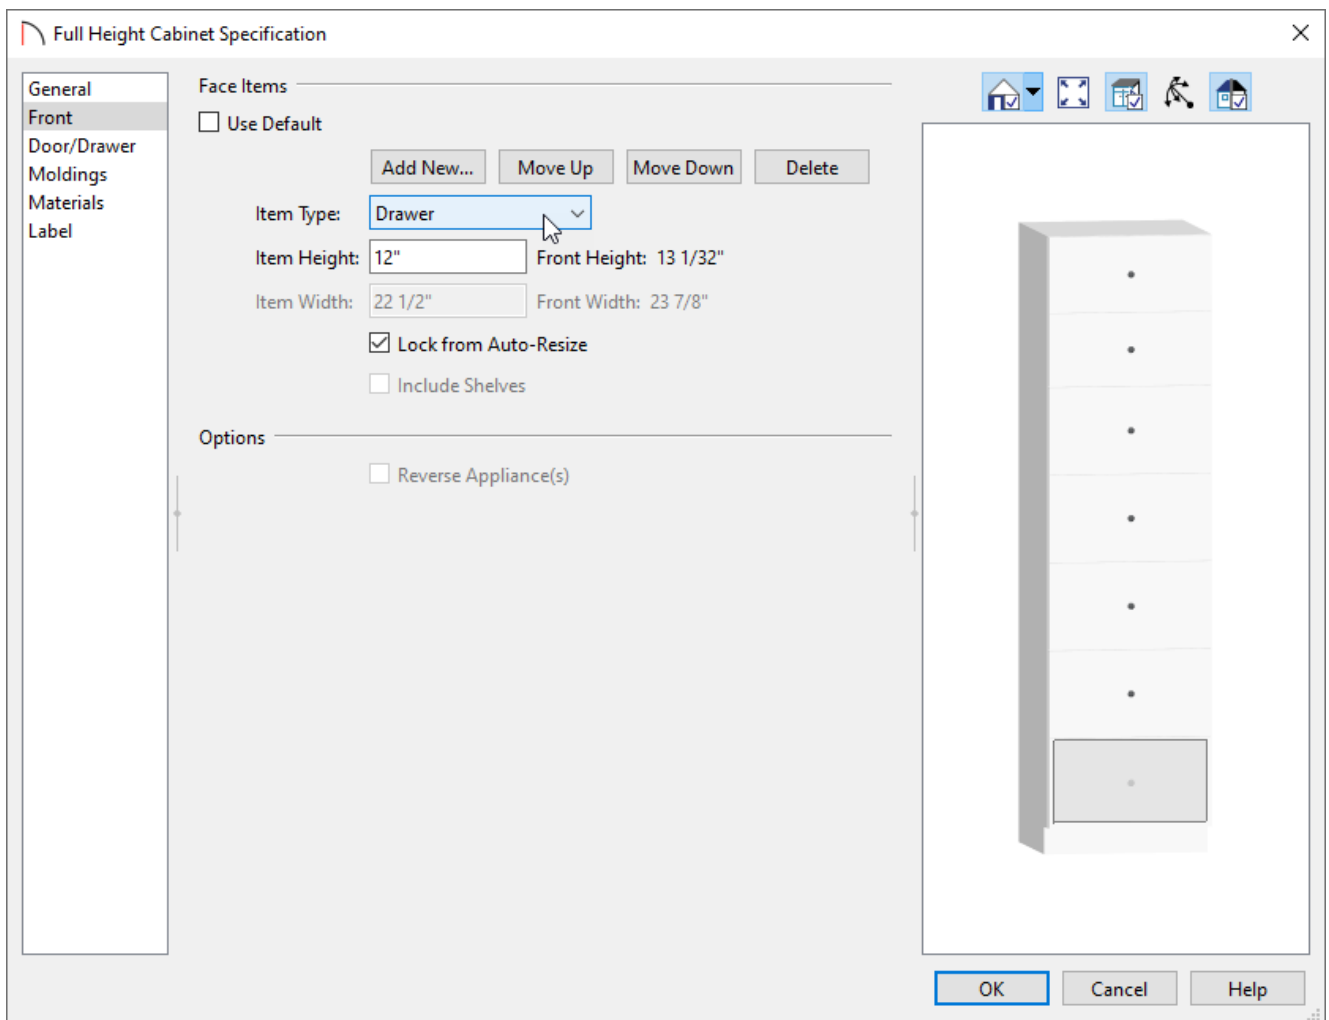 Full Height Cabinet Specification
General
Front
Door/Drawer
Moldings
Materials
Label
Face Items
Use Default
Add New... Move Up Move Down Delete
Item Type: Drawer
Item Height: 12" Front Height: 13 1/32"
Item Width: 22 1/2" Front Width: 23 7/8"
Lock from Auto-Resize
Include Shelves
Options
Reverse Appliance(s)
OK Cancel Help